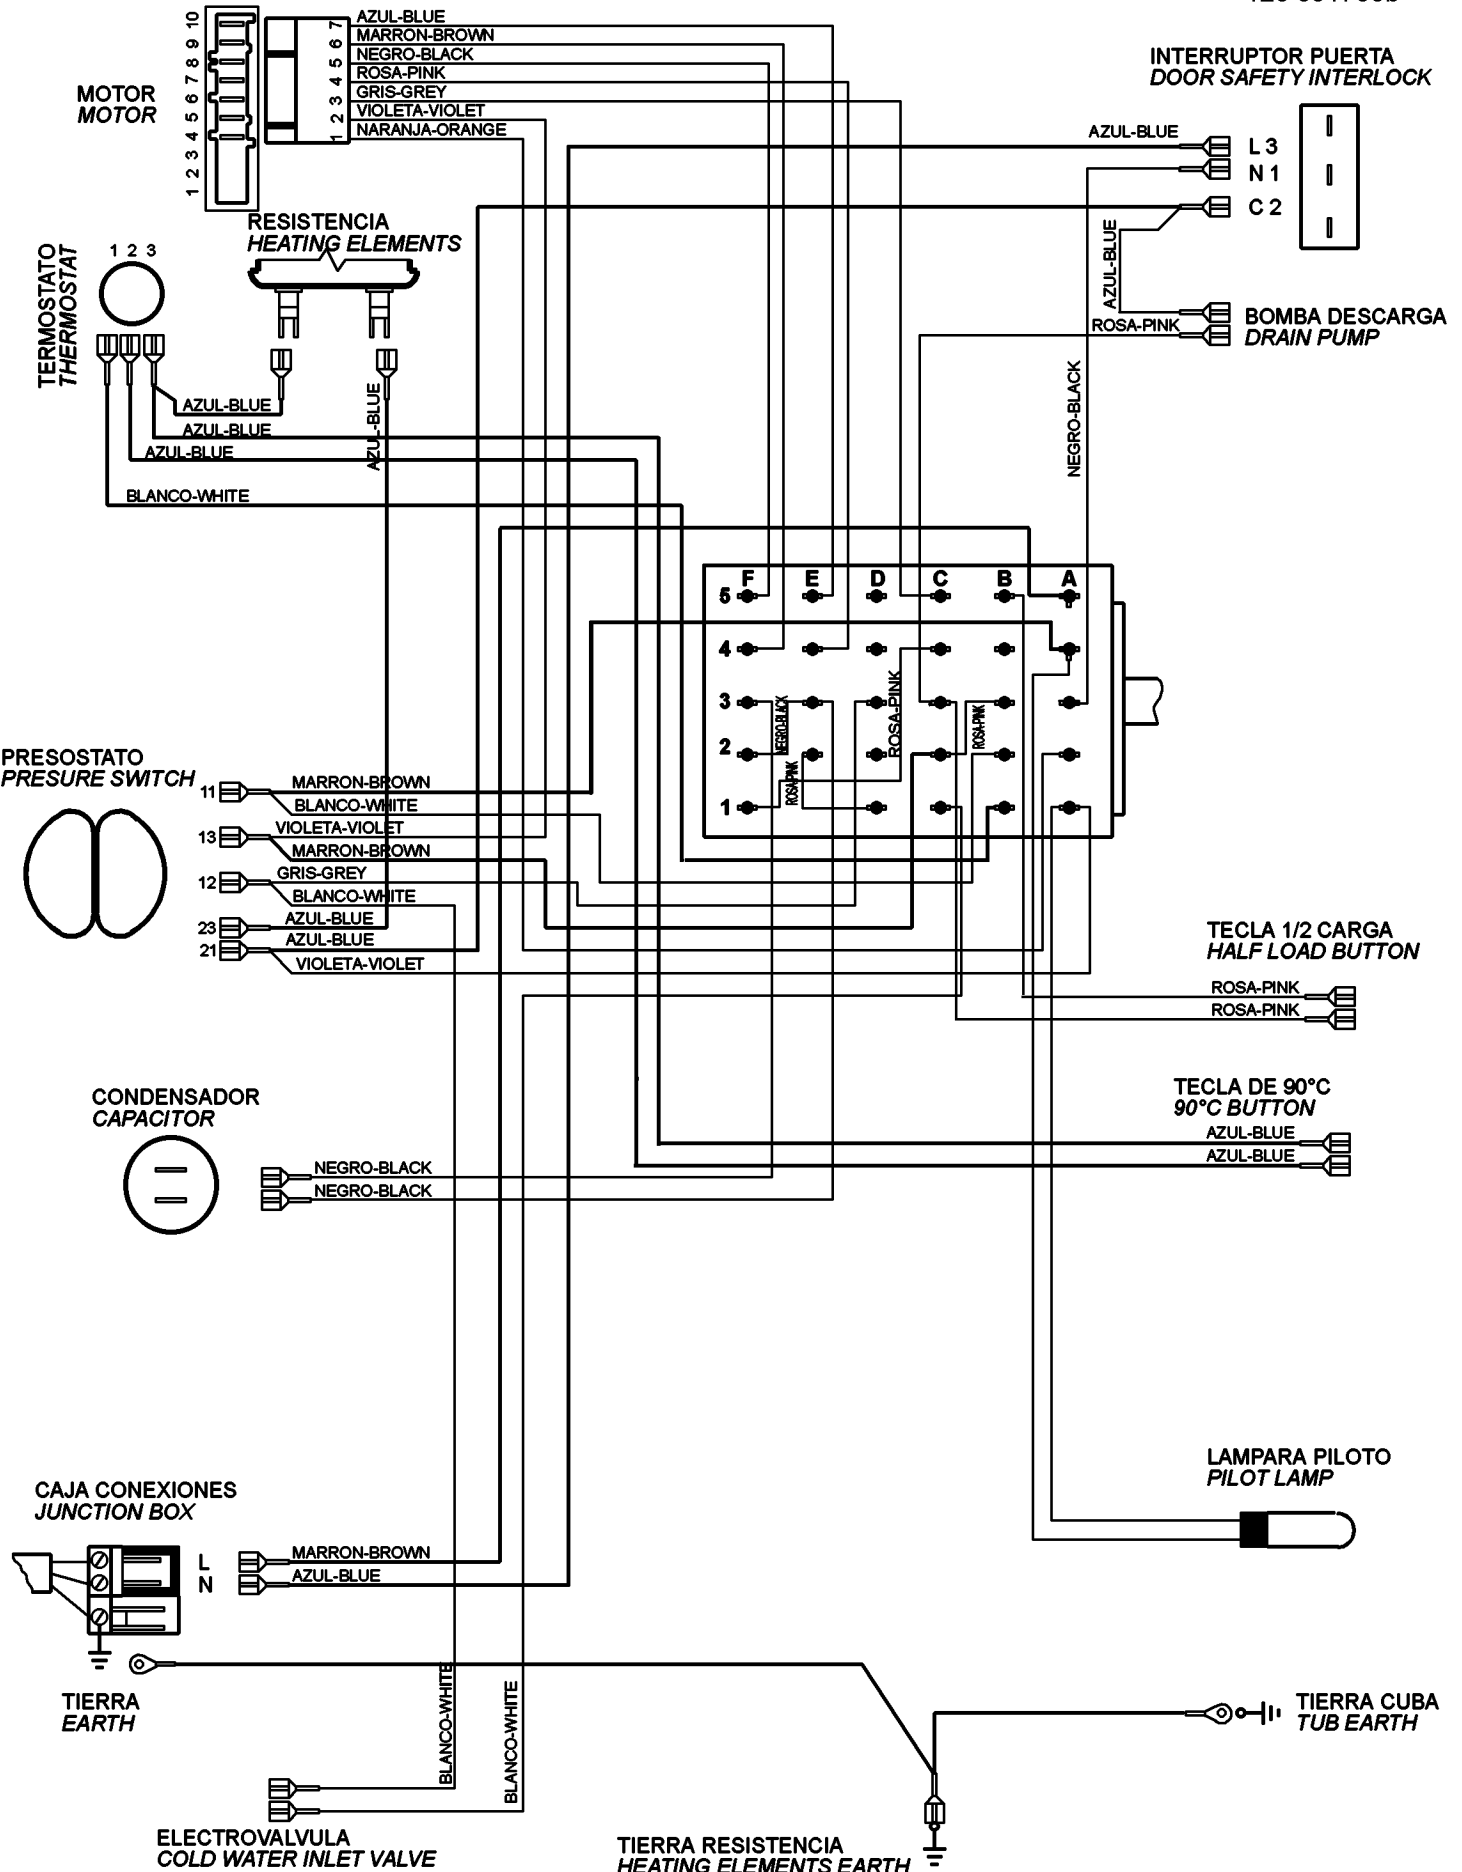 10
9
8
7
6
5
4
3
2
1
7
6
5
4
3
2
1
AZUL-BLUE
MARRON-BROWN
NEGRO-BLACK
ROSA-PINK
GRIS-GREY
VIOLETA-VIOLET
NARANJA-ORANGE
MOTOR
MOTOR
INTERRUPTOR PUERTA
DOOR SAFETY INTERLOCK
AZUL-BLUE
L 3
N 1
C 2
AZUL-BLUE
ROSA-PINK
BOMBA DESCARGA
DRAIN PUMP
NEGRO-BLACK
RESISTENCIA
HEATING ELEMENTS
TERMOSTATO
THERMOSTAT
1 2 3
AZUL-BLUE
AZUL-BLUE
AZUL-BLUE
AZUL-BLUE
BLANCO-WHITE
F E D C B A
5
4
3
2
1
NEGRO-BLACK
ROSA-PINK
ROSA-PINK
ROSA-PINK
PRESOSTATO
PRESURE SWITCH
11
MARRON-BROWN
BLANCO-WHITE
13
VIOLETA-VIOLET
MARRON-BROWN
12
GRIS-GREY
BLANCO-WHITE
23
AZUL-BLUE
21
AZUL-BLUE
VIOLETA-VIOLET
TECLA 1/2 CARGA
HALF LOAD BUTTON
ROSA-PINK
ROSA-PINK
TECLA DE 90°C
90°C BUTTON
AZUL-BLUE
AZUL-BLUE
CONDENSADOR
CAPACITOR
NEGRO-BLACK
NEGRO-BLACK
LAMPARA PILOTO
PILOT LAMP
CAJA CONEXIONES
JUNCTION BOX
L
N
MARRON-BROWN
AZUL-BLUE
TIERRA
EARTH
BLANCO-WHITE
BLANCO-WHITE
TIERRA CUBA
TUB EARTH
ELECTROVALVULA
COLD WATER INLET VALVE
TIERRA RESISTENCIA
HEATING ELEMENTS EARTH